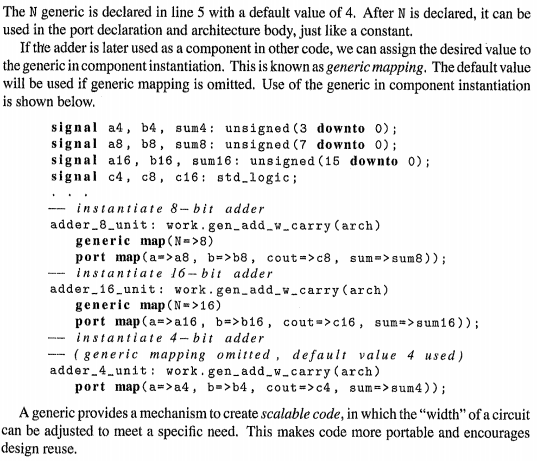 The N generic is declared in line 5 with a default value of 4. After N is declared, it can be
used in the port declaration and architecture body, just like a constant.
If the adder is later used as a component in other code, we can assign the desired value to
the generic in component instantiation. This is known as generic mapping. The default value
will be used if generic mapping is omitted. Use of the generic in component instantiation
is shown below.
signal a4, b4, sum4: unsigned(3 downto 0);
signal a8, b8, sum8: unsigned(7 downto 0);
signal a16, b16, sum16: unsigned(15 downto 0);
signal c4, c8, c16: std_logic;
. . .
-- instantiate 8-bit adder
adder_8_unit: work.gen_add_w_carry(arch)
generic map(N=>8)
port map(a=>a8, b=>b8, cout=>c8, sum=>sum8));
-- instantiate 16-bit adder
adder_16_unit: work.gen_add_w_carry(arch)
generic map(N=>16)
port map(a=>a16, b=>b16, cout=>c16, sum=>sum16));
-- instantiate 4-bit adder
-- (generic mapping omitted, default value 4 used)
adder_4_unit: work.gen_add_w_carry(arch)
port map(a=>a4, b=>b4, cout=>c4, sum=>sum4));
A generic provides a mechanism to create scalable code, in which the "width" of a circuit
can be adjusted to meet a specific need. This makes code more portable and encourages
design reuse.